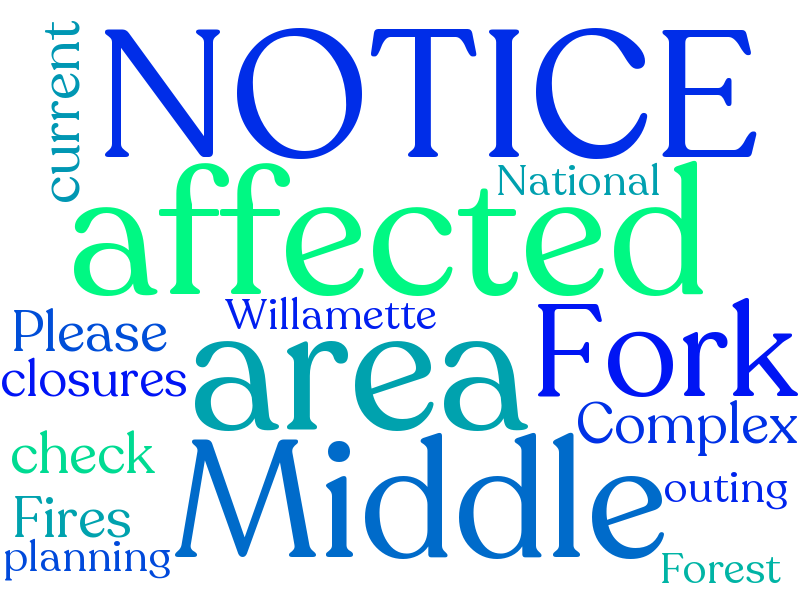 current
NOTICE
National
affected
Willamette
Please
Fork
closures
area
Complex
check
Middle
outing
Fires
planning
Forest